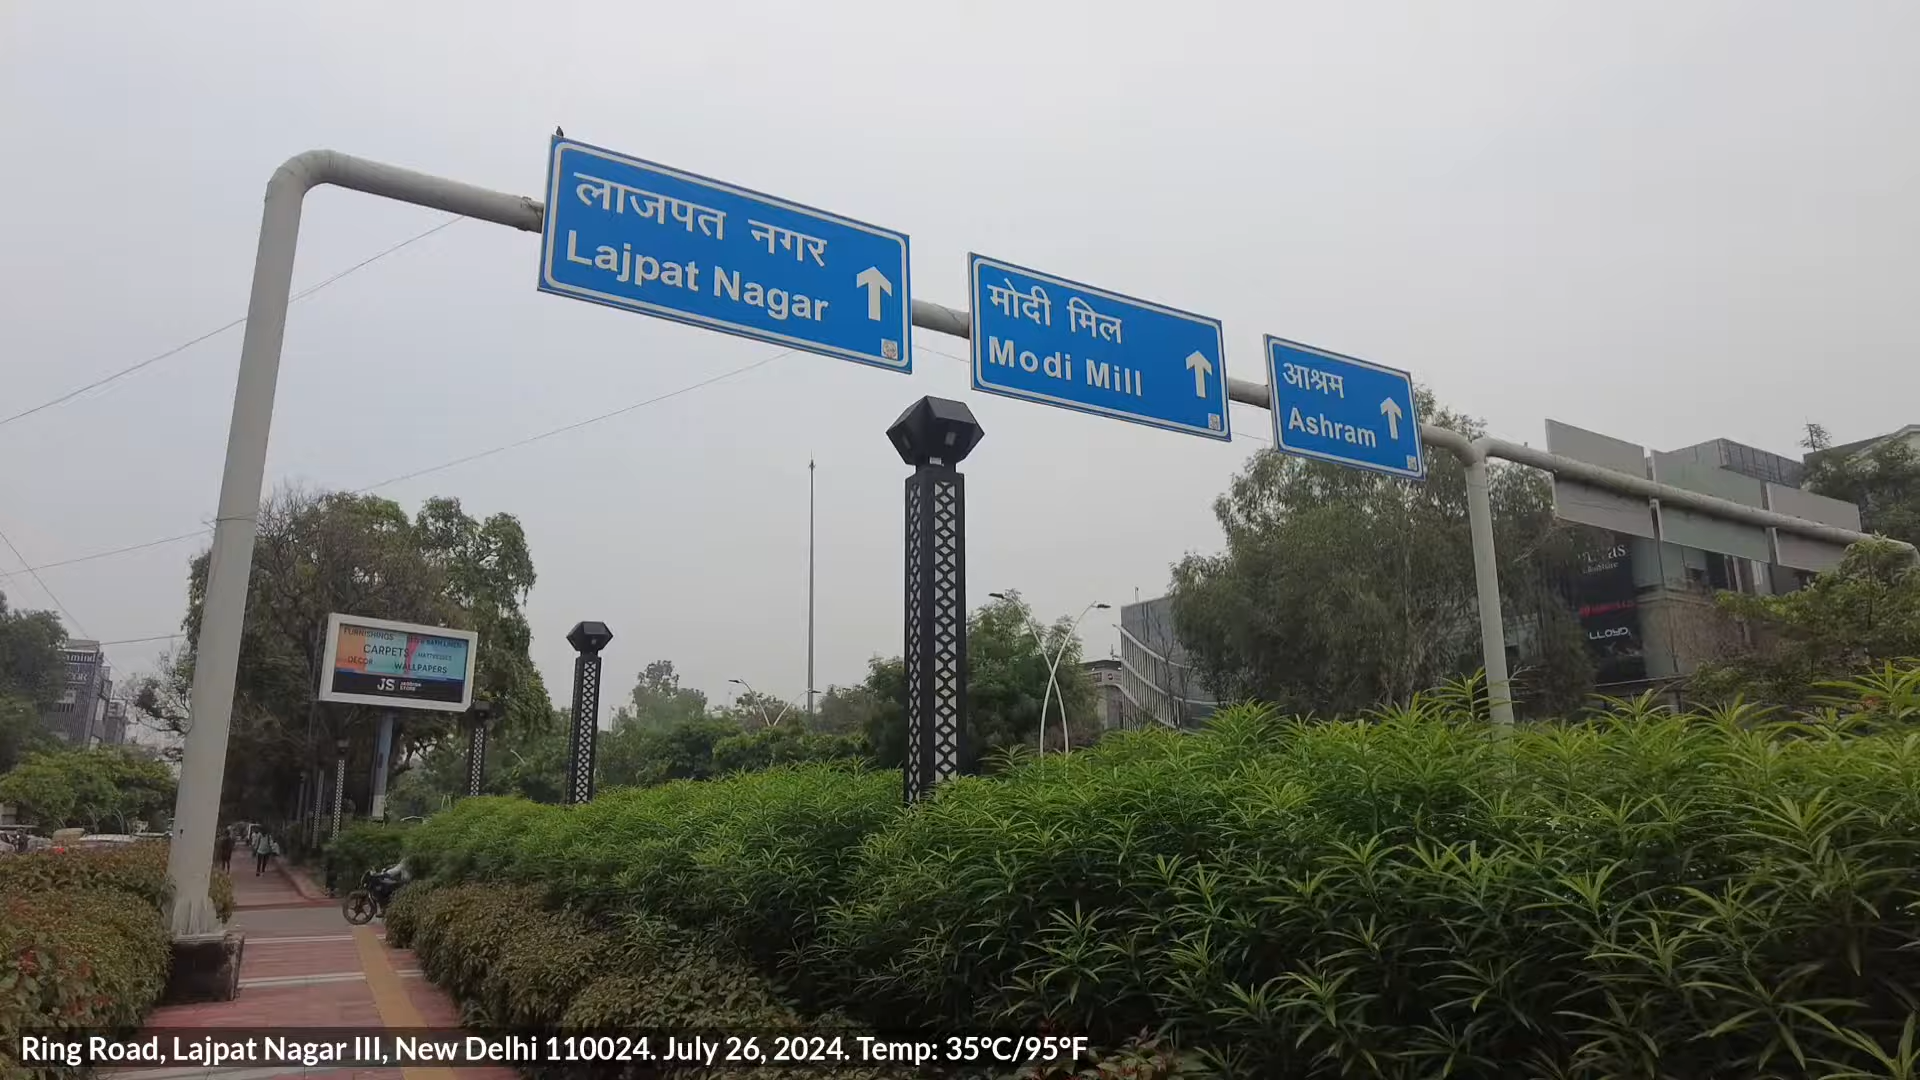 लाजपत नगर
Lajpat Nagar
मोदी मिल
Modi Mill
आश्रम
Ashram
FURNISHINGS
CARPETS
MATTRESSES
DECOR
WALLPAPERS
JS
LLOYD
Ring Road, Lajpat Nagar III, New Delhi 110024. July 26, 2024. Temp: 35°C/95°F